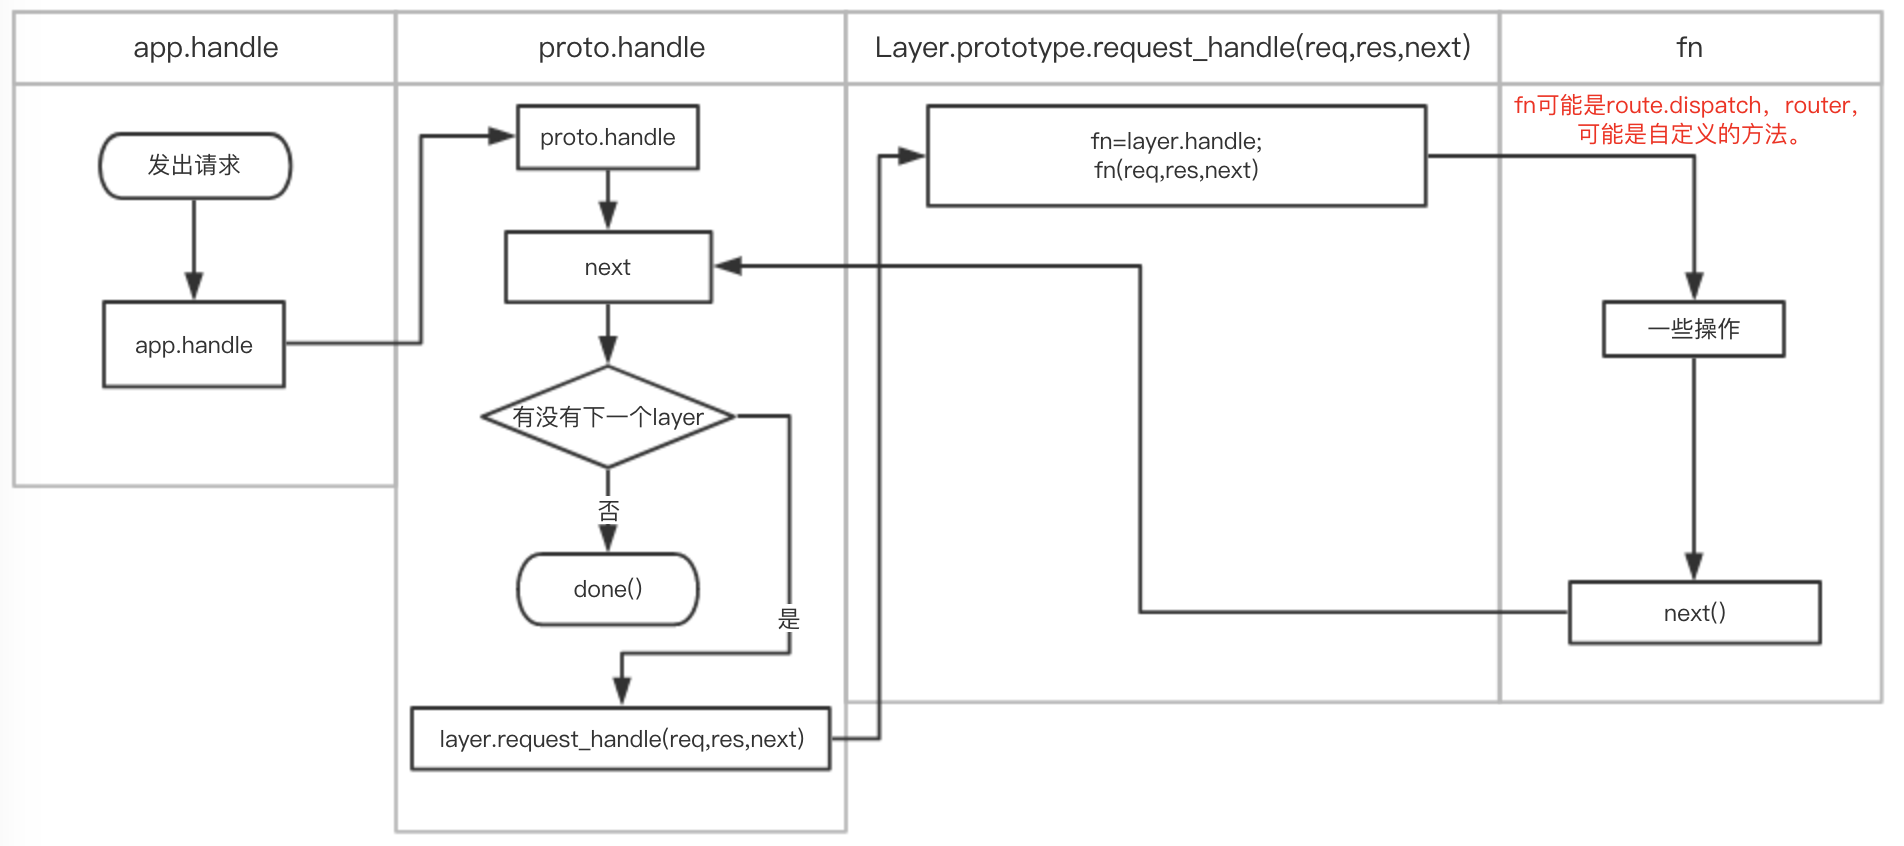 app.handle
proto.handle
Layer.prototype.request_handle(req,res,next)
fn
发出请求
app.handle
proto.handle
next
有没有下一个layer
否
done()
是
layer.request_handle(req,res,next)
fn=layer.handle;
fn(req,res,next)
fn可能是route.dispatch，router，
可能是自定义的方法。
一些操作
next()